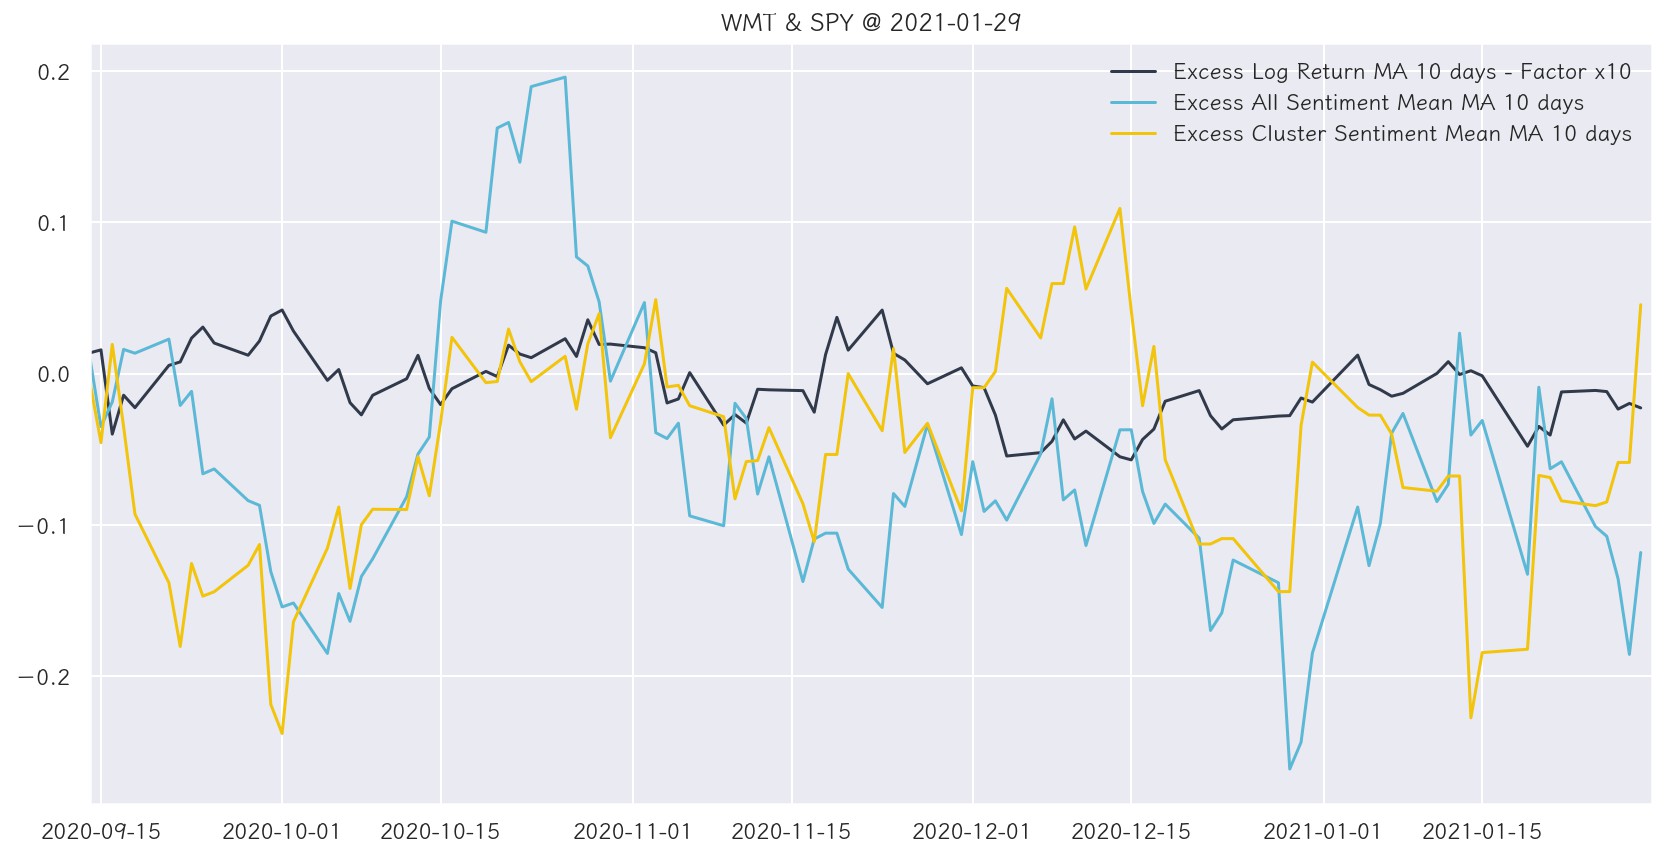 WMT & SPY @ 2021-01-29
Excess Log Return MA 10 days - Factor x10
Excess All Sentiment Mean MA 10 days
Excess Cluster Sentiment Mean MA 10 days
0.2
0.1
0.0
−0.1
−0.2
2020-09-15 2020-10-01 2020-10-15 2020-11-01 2020-11-15 2020-12-01 2020-12-15 2021-01-01 2021-01-15